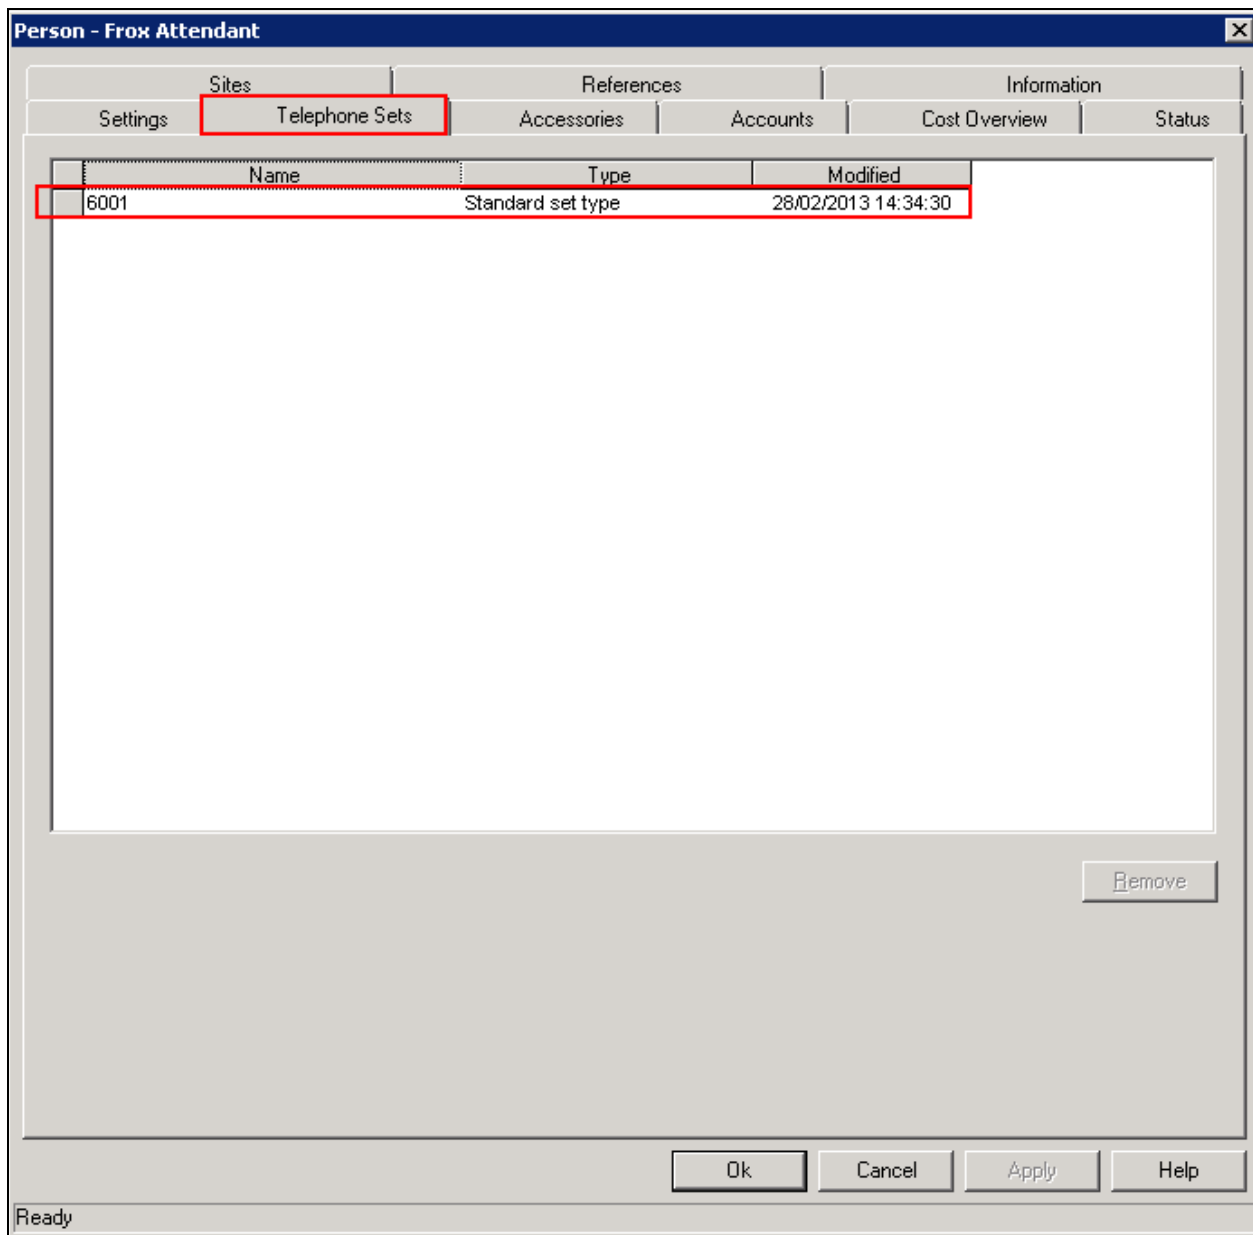 Person - Frox Attendant
Sites References Information
Settings Telephone Sets Accessories Accounts Cost Overview Status
Name Type Modified
6001 Standard set type 28/02/2013 14:34:30
Remove
Ok Cancel Apply Help
Ready